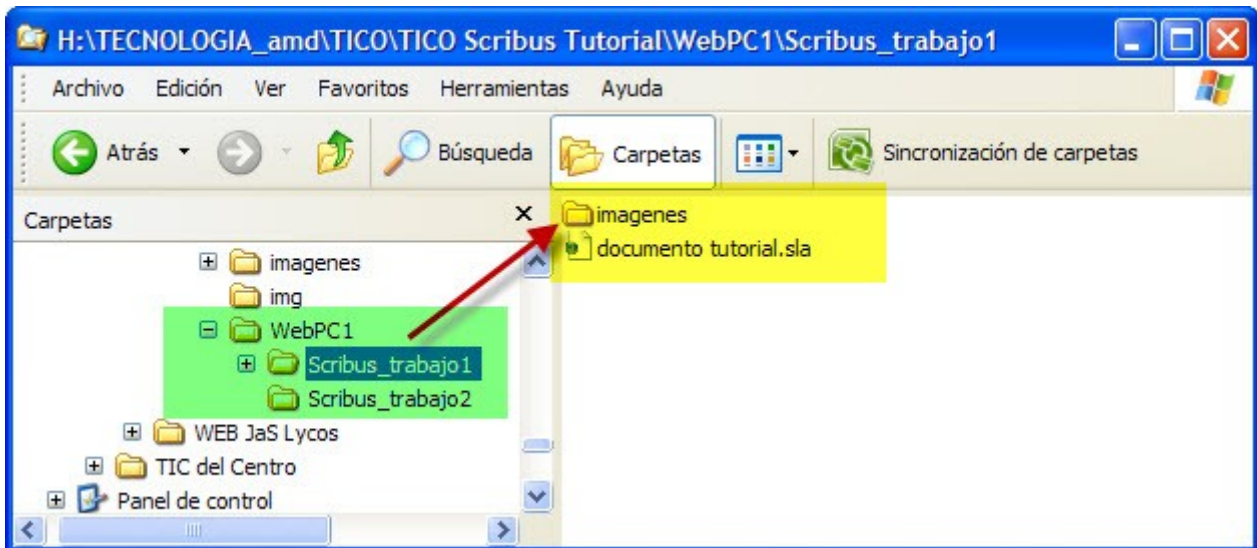 H:\TECNOLOGIA_amd\TICO\TICO Scribus Tutorial\WebPC1\Scribus_trabajo1
Archivo Edición Ver Favoritos Herramientas Ayuda
Atrás Búsqueda Carpetas Sincronización de carpetas
Carpetas
imagenes
img
WebPC1
Scribus_trabajo1
Scribus_trabajo2
WEB JaS Lycos
TIC del Centro
Panel de control
imagenes
documento tutorial.sla